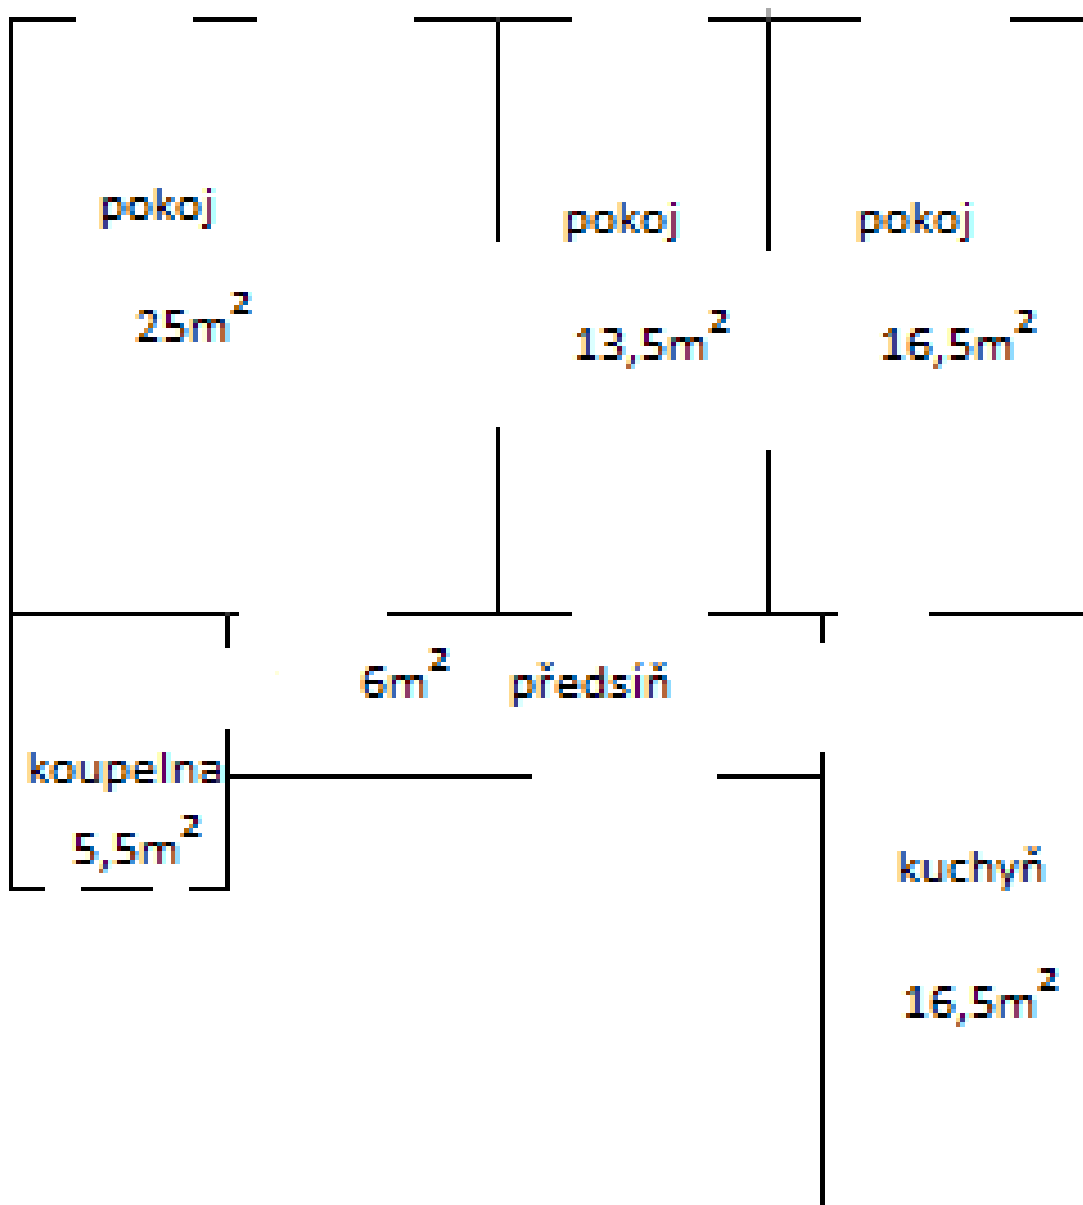 pokoj
25m²
pokoj
13,5m²
pokoj
16,5m²
6m² předsíň
koupelna
5,5m²
kuchyň
16,5m²